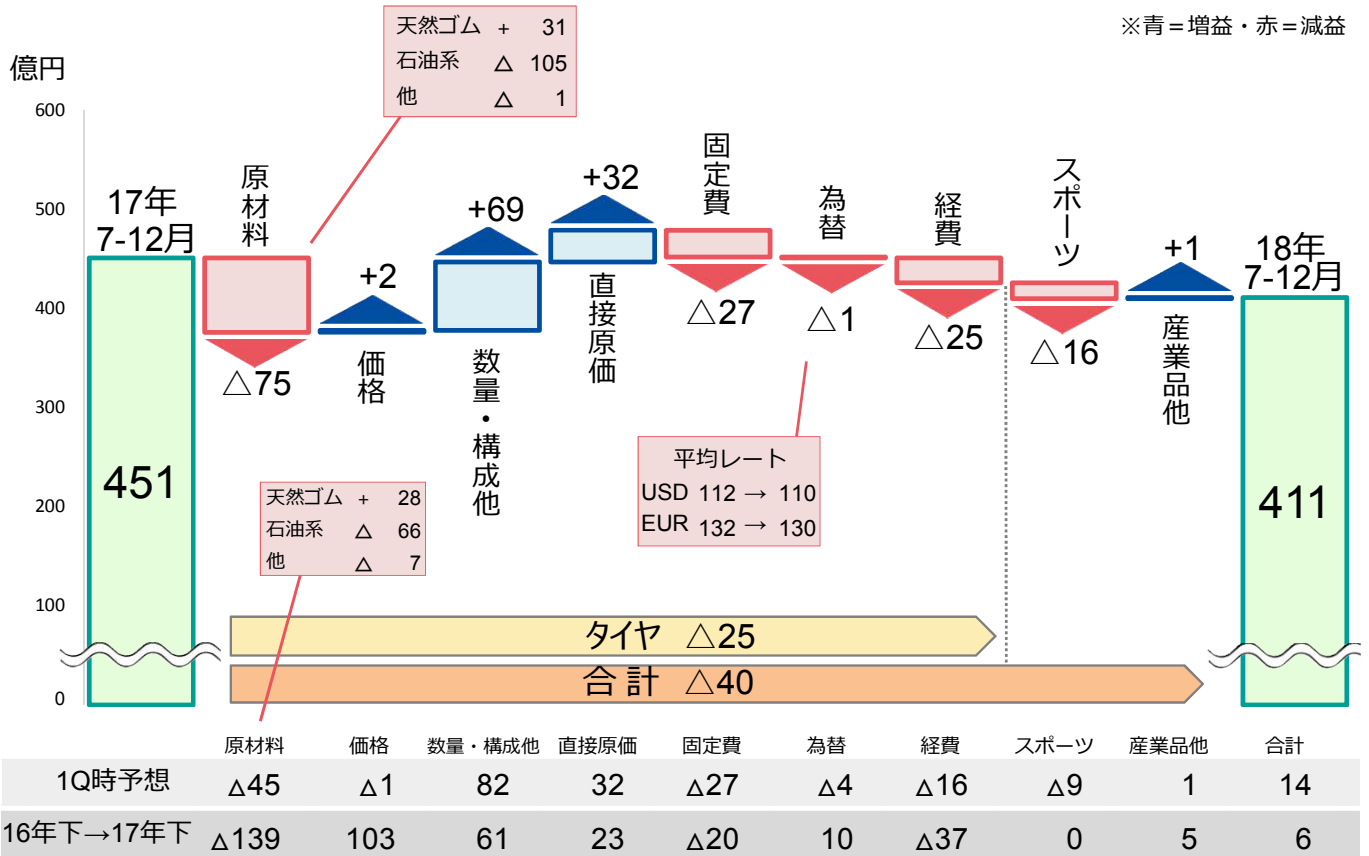 ※青＝増益・赤＝減益
億円
天然ゴム + 31
石油系 △ 105
他 △ 1
600
500
400
300
200
100
0
17年
7-12月
451
原材料
△75
+2
価格
+69
数量・構成他
+32
直接原価
固定費
△27
為替
△1
経費
△25
スポーツ
△16
+1
産業品他
18年
7-12月
411
平均レート
USD 112 → 110
EUR 132 → 130
天然ゴム + 28
石油系 △ 66
他 △ 7
タイヤ △25
合計 △40
原材料 価格 数量・構成他 直接原価 固定費 為替 経費 スポーツ 産業品他 合計
1Q時予想 △45 △1 82 32 △27 △4 △16 △9 1 14
16年下→17年下 △139 103 61 23 △20 10 △37 0 5 6